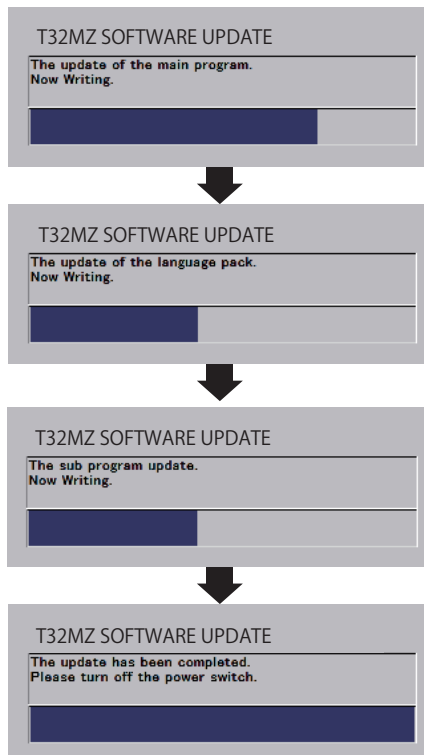 T32MZ SOFTWARE UPDATE
The update of the main program.
Now Writing.
T32MZ SOFTWARE UPDATE
The update of the language pack.
Now Writing.
T32MZ SOFTWARE UPDATE
The sub program update.
Now Writing.
T32MZ SOFTWARE UPDATE
The update has been completed.
Please turn off the power switch.